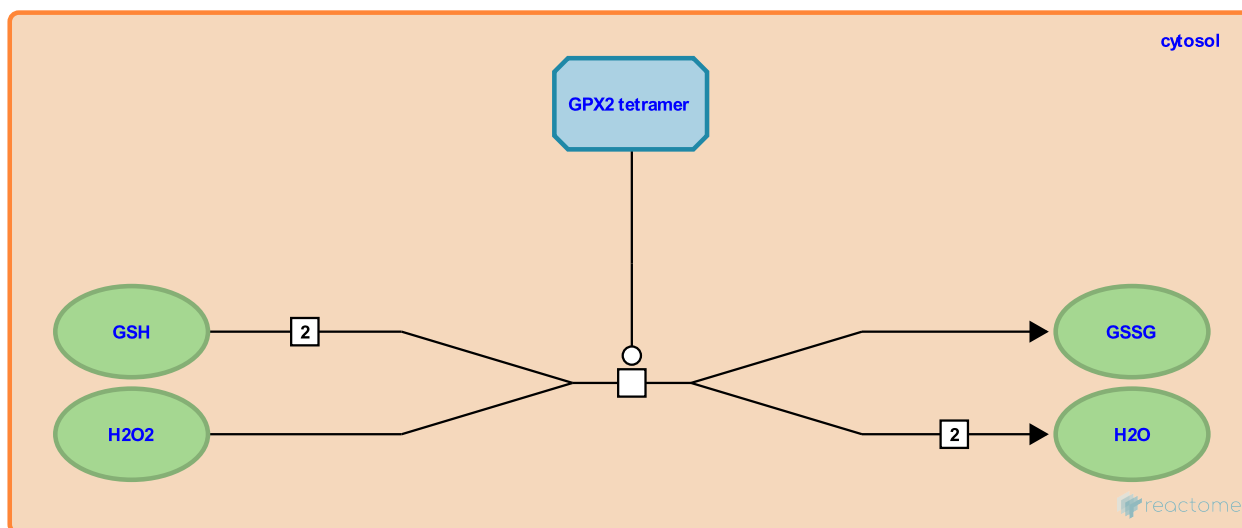 cytosol
GPX2 tetramer
GSH
2
GSSG
H2O2
2
H2O
reactome